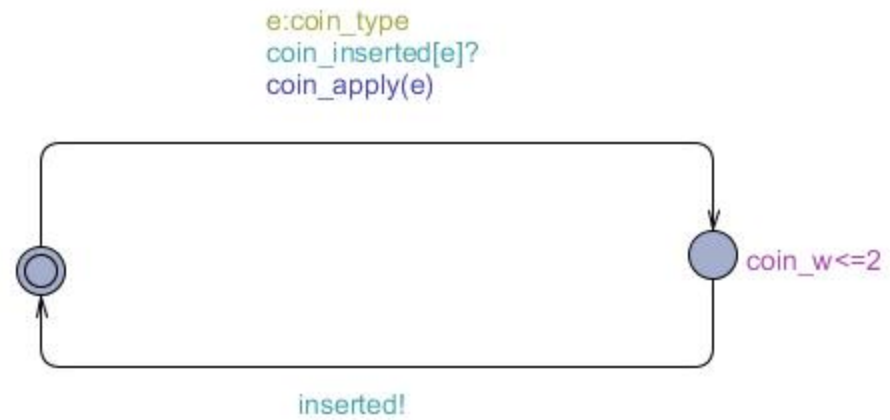 e:coin_type
coin_inserted[e]?
coin_apply(e)
coin_w<=2
inserted!